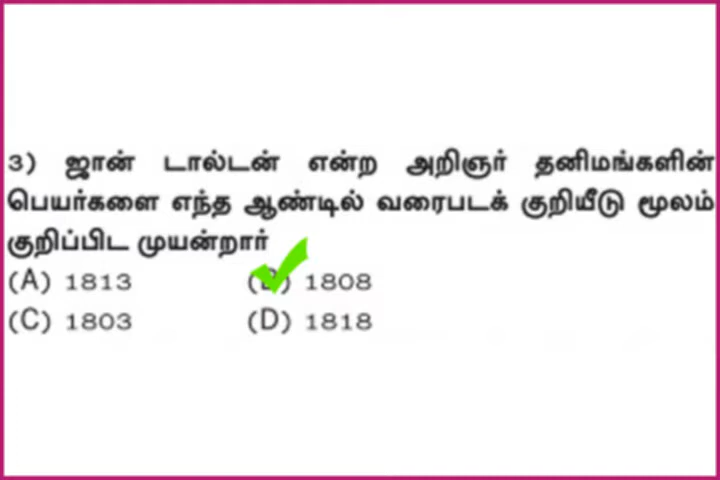 3) ஜான் டால்டன் என்ற அறிஞர் தனிமங்களின்
பெயர்களை எந்த ஆண்டில் வரைபடக் குறியீடு மூலம்
குறிப்பிட முயன்றார்
(A) 1813 (B) 1808
(C) 1803 (D) 1818